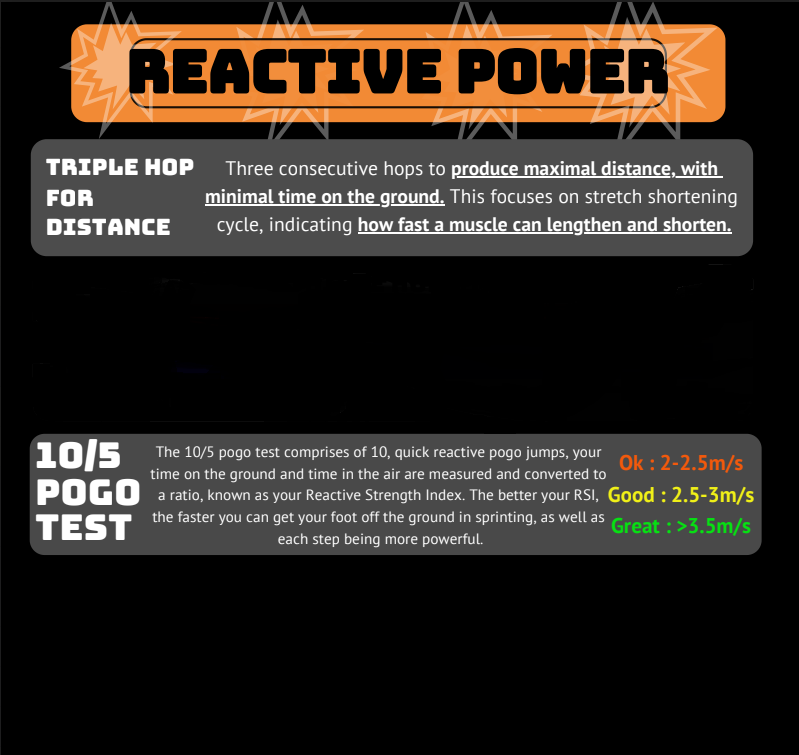 REACTIVE POWER
TRIPLE HOP
FOR
DISTANCE
Three consecutive hops to produce maximal distance, with
minimal time on the ground. This focuses on stretch shortening
cycle, indicating how fast a muscle can lengthen and shorten.
10/5
POGO
TEST
The 10/5 pogo test comprises of 10, quick reactive pogo jumps, your
time on the ground and time in the air are measured and converted to
a ratio, known as your Reactive Strength Index. The better your RSI,
the faster you can get your foot off the ground in sprinting, as well as
each step being more powerful.
Ok : 2-2.5m/s
Good : 2.5-3m/s
Great : >3.5m/s